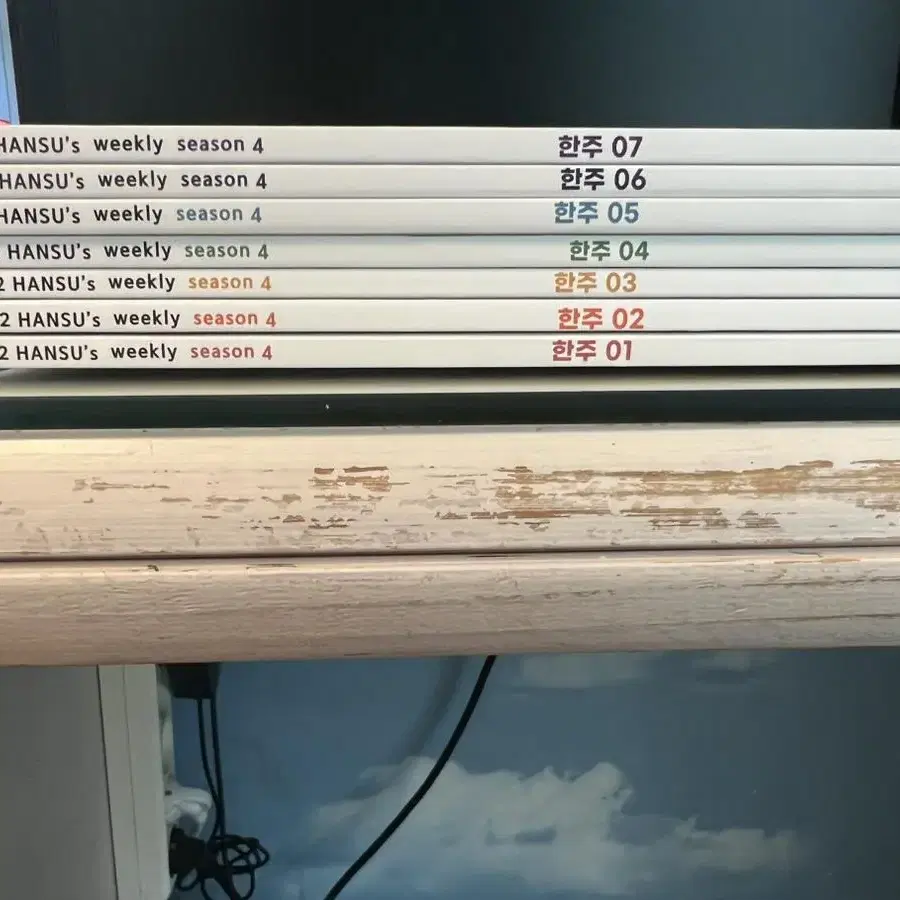 HANSU's weekly season 4 한주 07
HANSU's weekly season 4 한주 06
HANSU's weekly season 4 한주 05
HANSU's weekly season 4 한주 04
2 HANSU's weekly season 4 한주 03
2 HANSU's weekly season 4 한주 02
2 HANSU's weekly season 4 한주 01